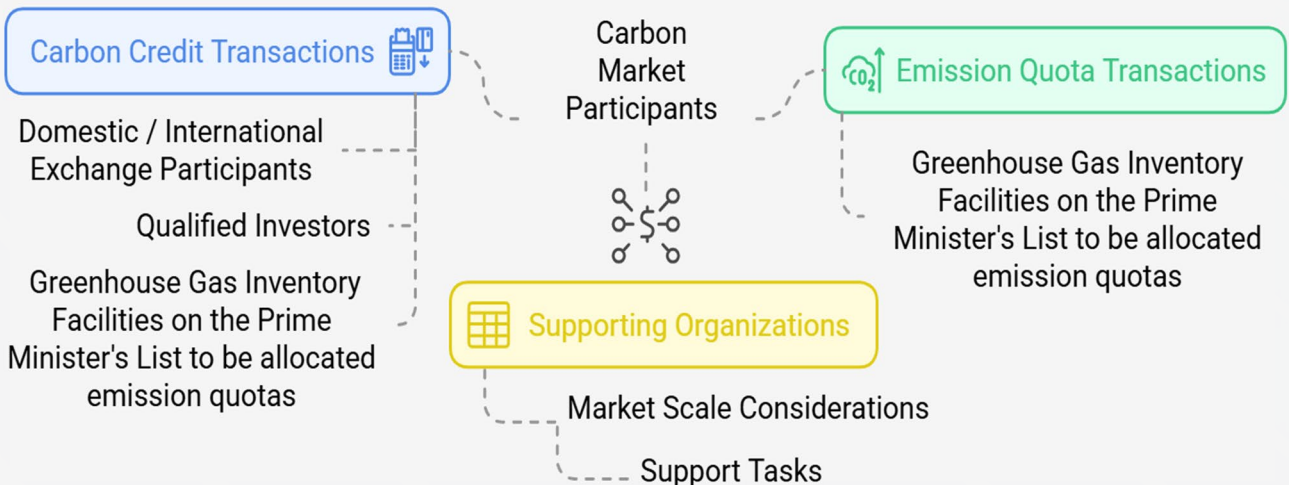 Carbon Credit Transactions
Domestic / International
Exchange Participants
Qualified Investors
Greenhouse Gas Inventory
Facilities on the Prime
Minister's List to be allocated
emission quotas
Carbon
Market
Participants
$
Supporting Organizations
Market Scale Considerations
Support Tasks
CO2
Emission Quota Transactions
Greenhouse Gas Inventory
Facilities on the Prime
Minister's List to be allocated
emission quotas